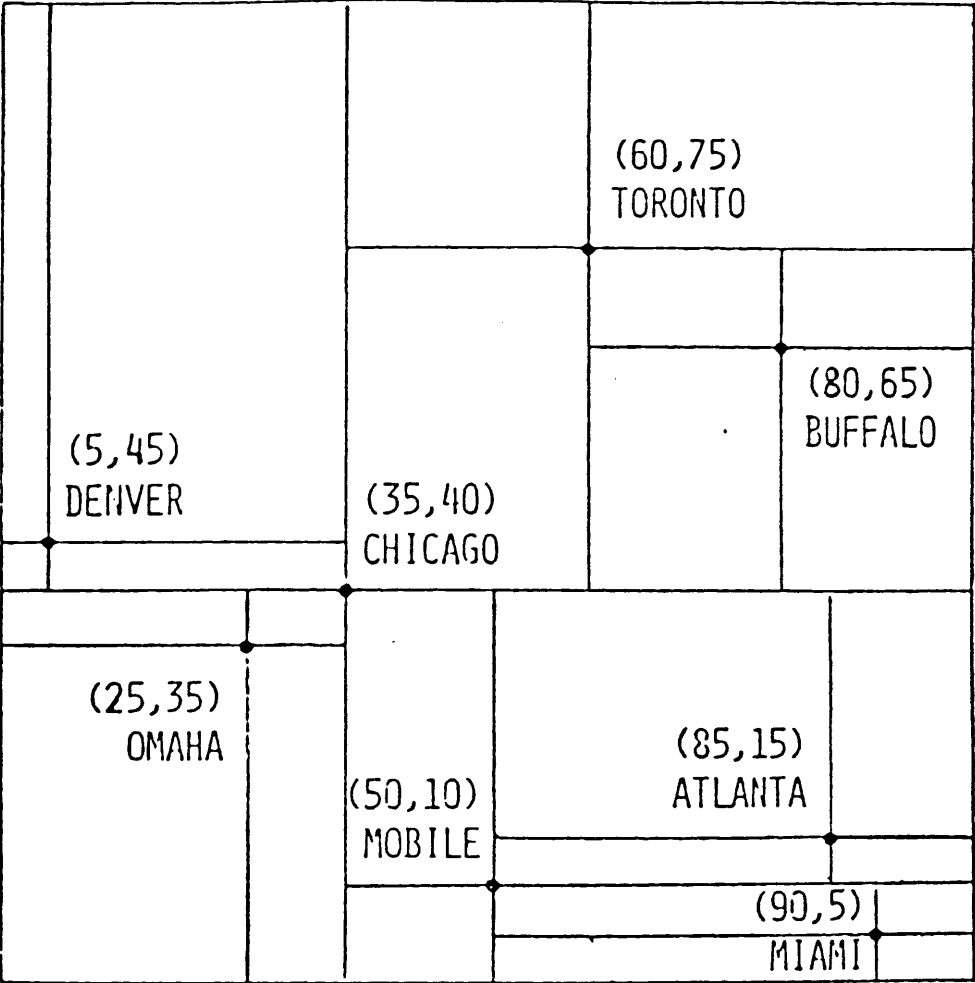 (60,75)
TORONTO
(80,65)
BUFFALO
(5,45)
DENVER
(35,40)
CHICAGO
(25,35)
OMAHA
(85,15)
ATLANTA
(50,10)
MOBILE
(90,5)
MIAMI